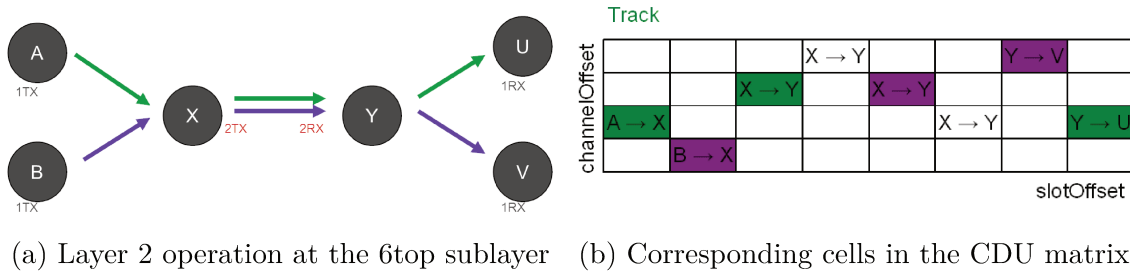 A
1TX
B
1TX
X
2TX
2RX
Y
U
1RX
V
1RX
(a) Layer 2 operation at the 6top sublayer
Track
channelOffset
X → Y
Y → V
X → Y
X → Y
A → X
X → Y
Y → U
B → X
slotOffset
(b) Corresponding cells in the CDU matrix